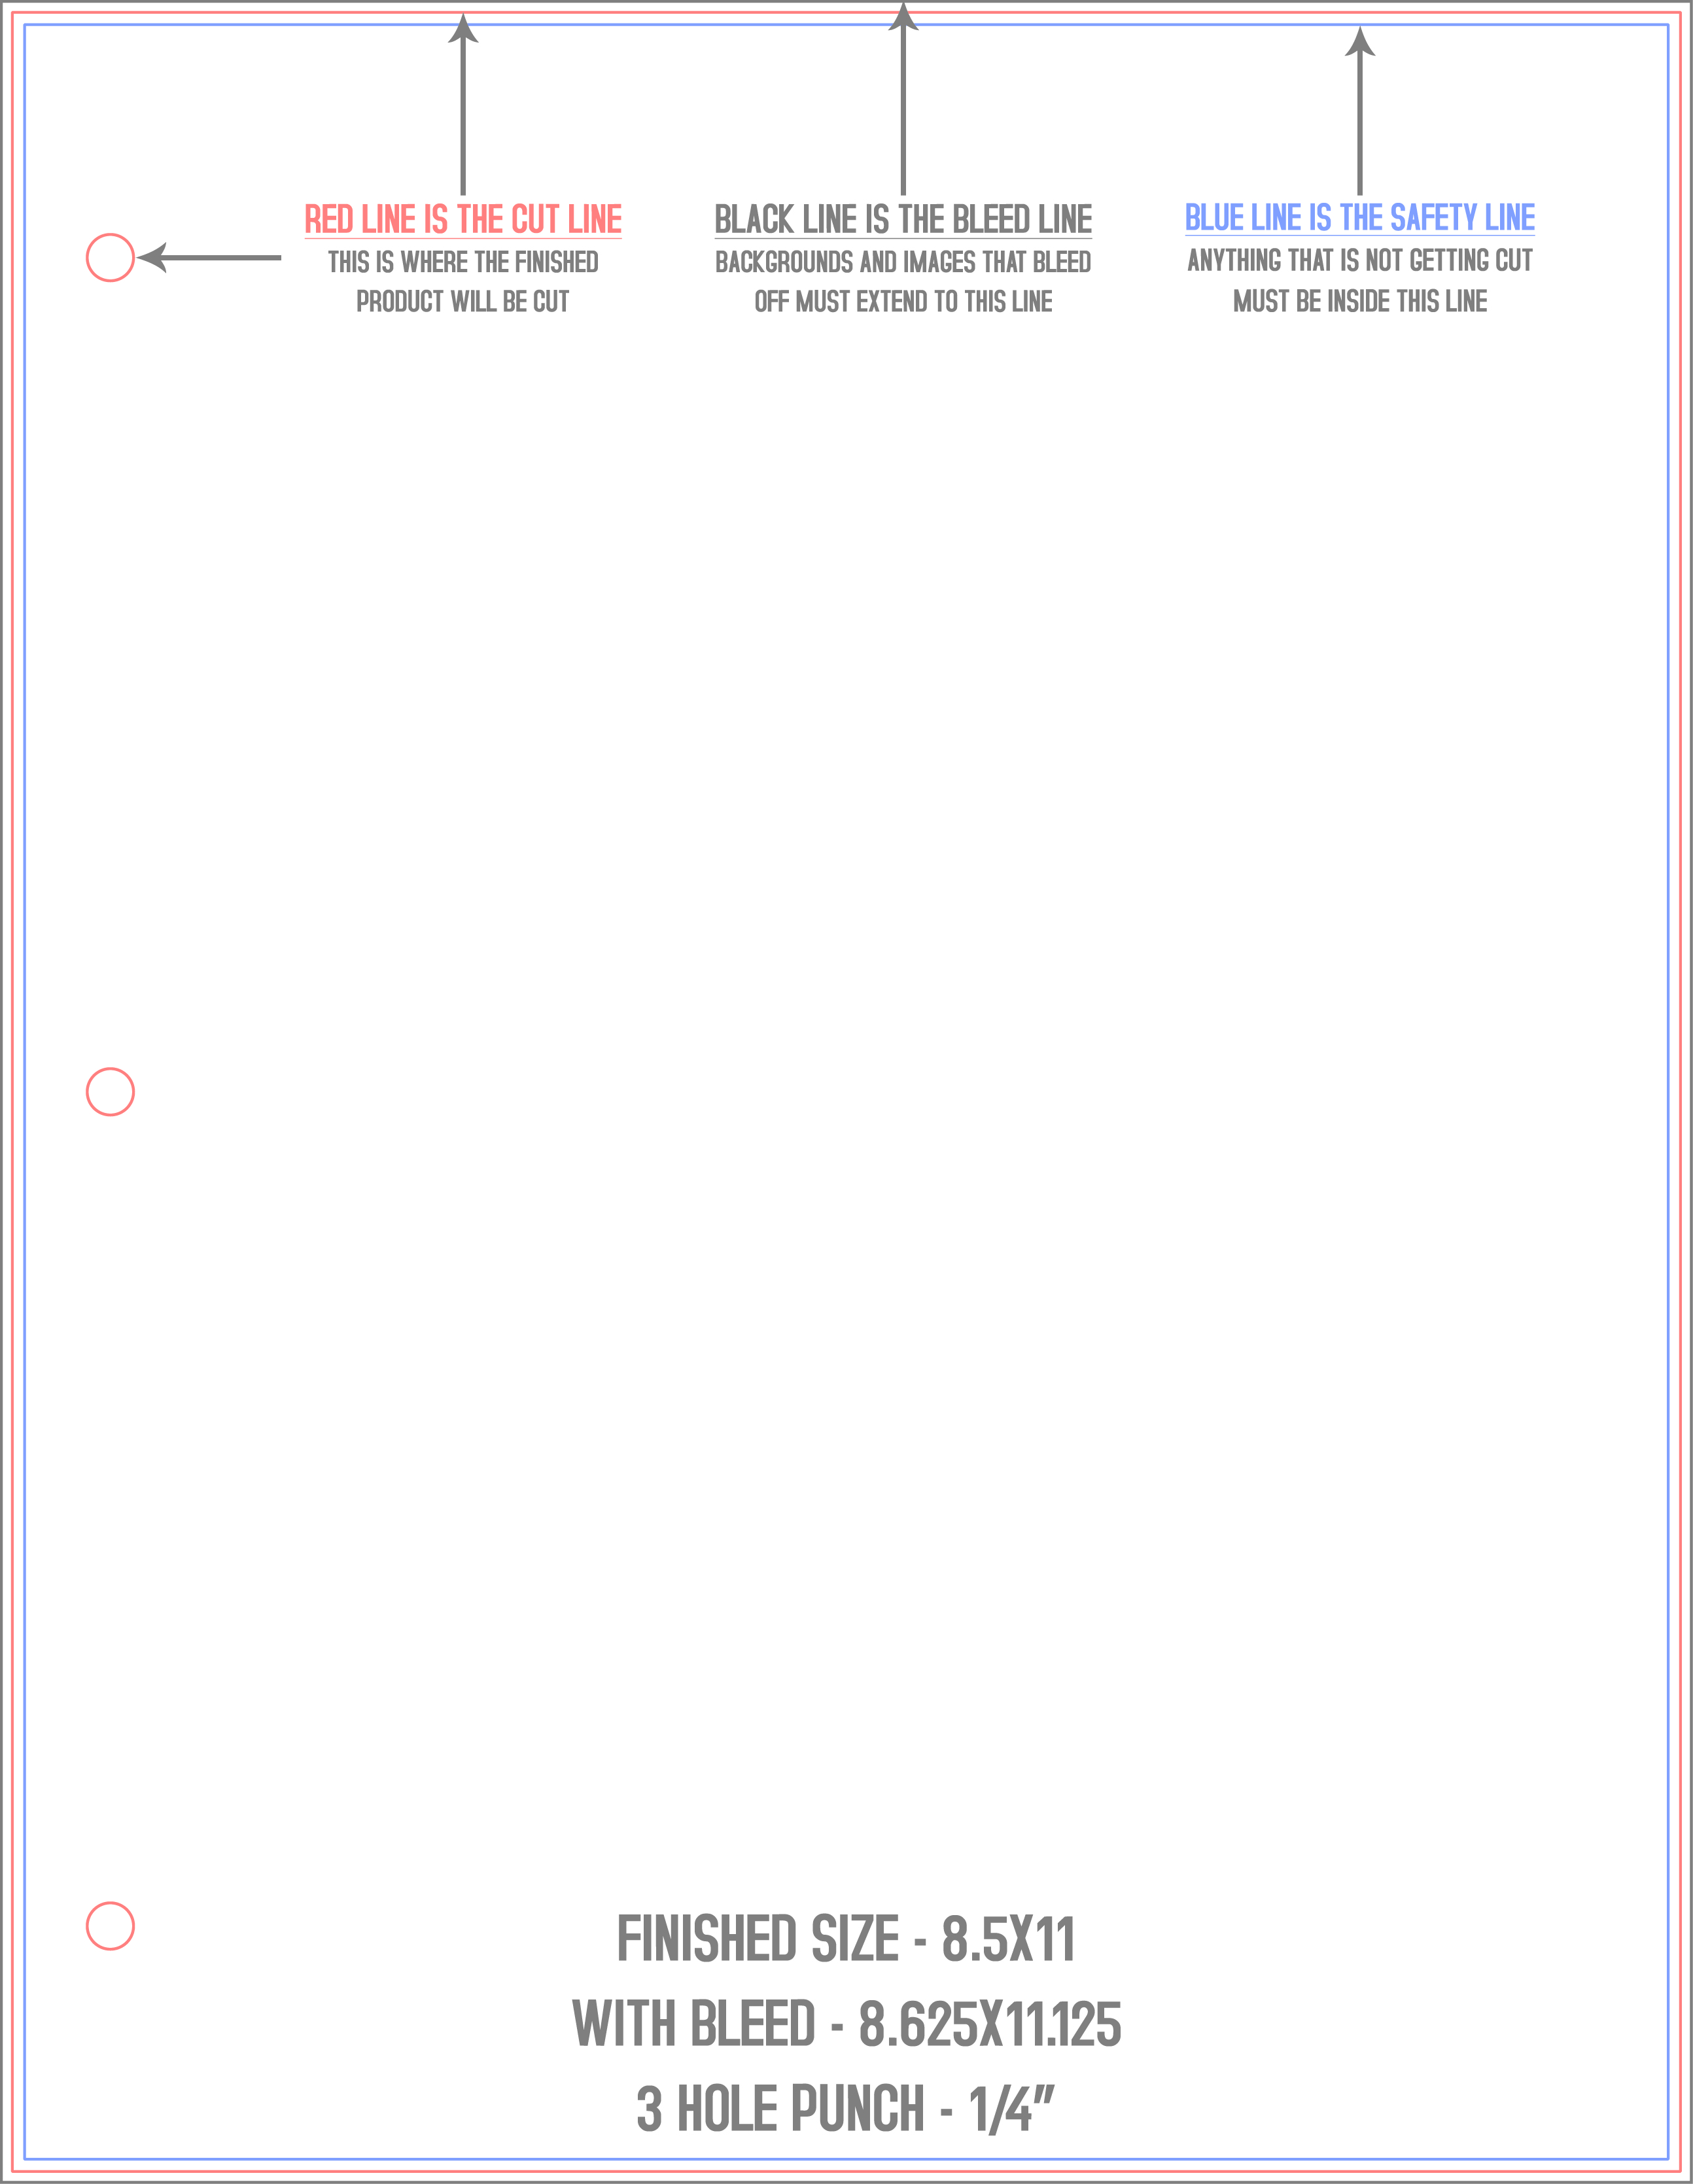 RED LINE IS THE CUT LINE
THIS IS WHERE THE FINISHED
PRODUCT WILL BE CUT
BLACK LINE IS THE BLEED LINE
BACKGROUNDS AND IMAGES THAT BLEED
OFF MUST EXTEND TO THIS LINE
BLUE LINE IS THE SAFETY LINE
ANYTHING THAT IS NOT GETTING CUT
MUST BE INSIDE THIS LINE
FINISHED SIZE - 8.5X11
WITH BLEED - 8.625X11.125
3 HOLE PUNCH - 1/4”